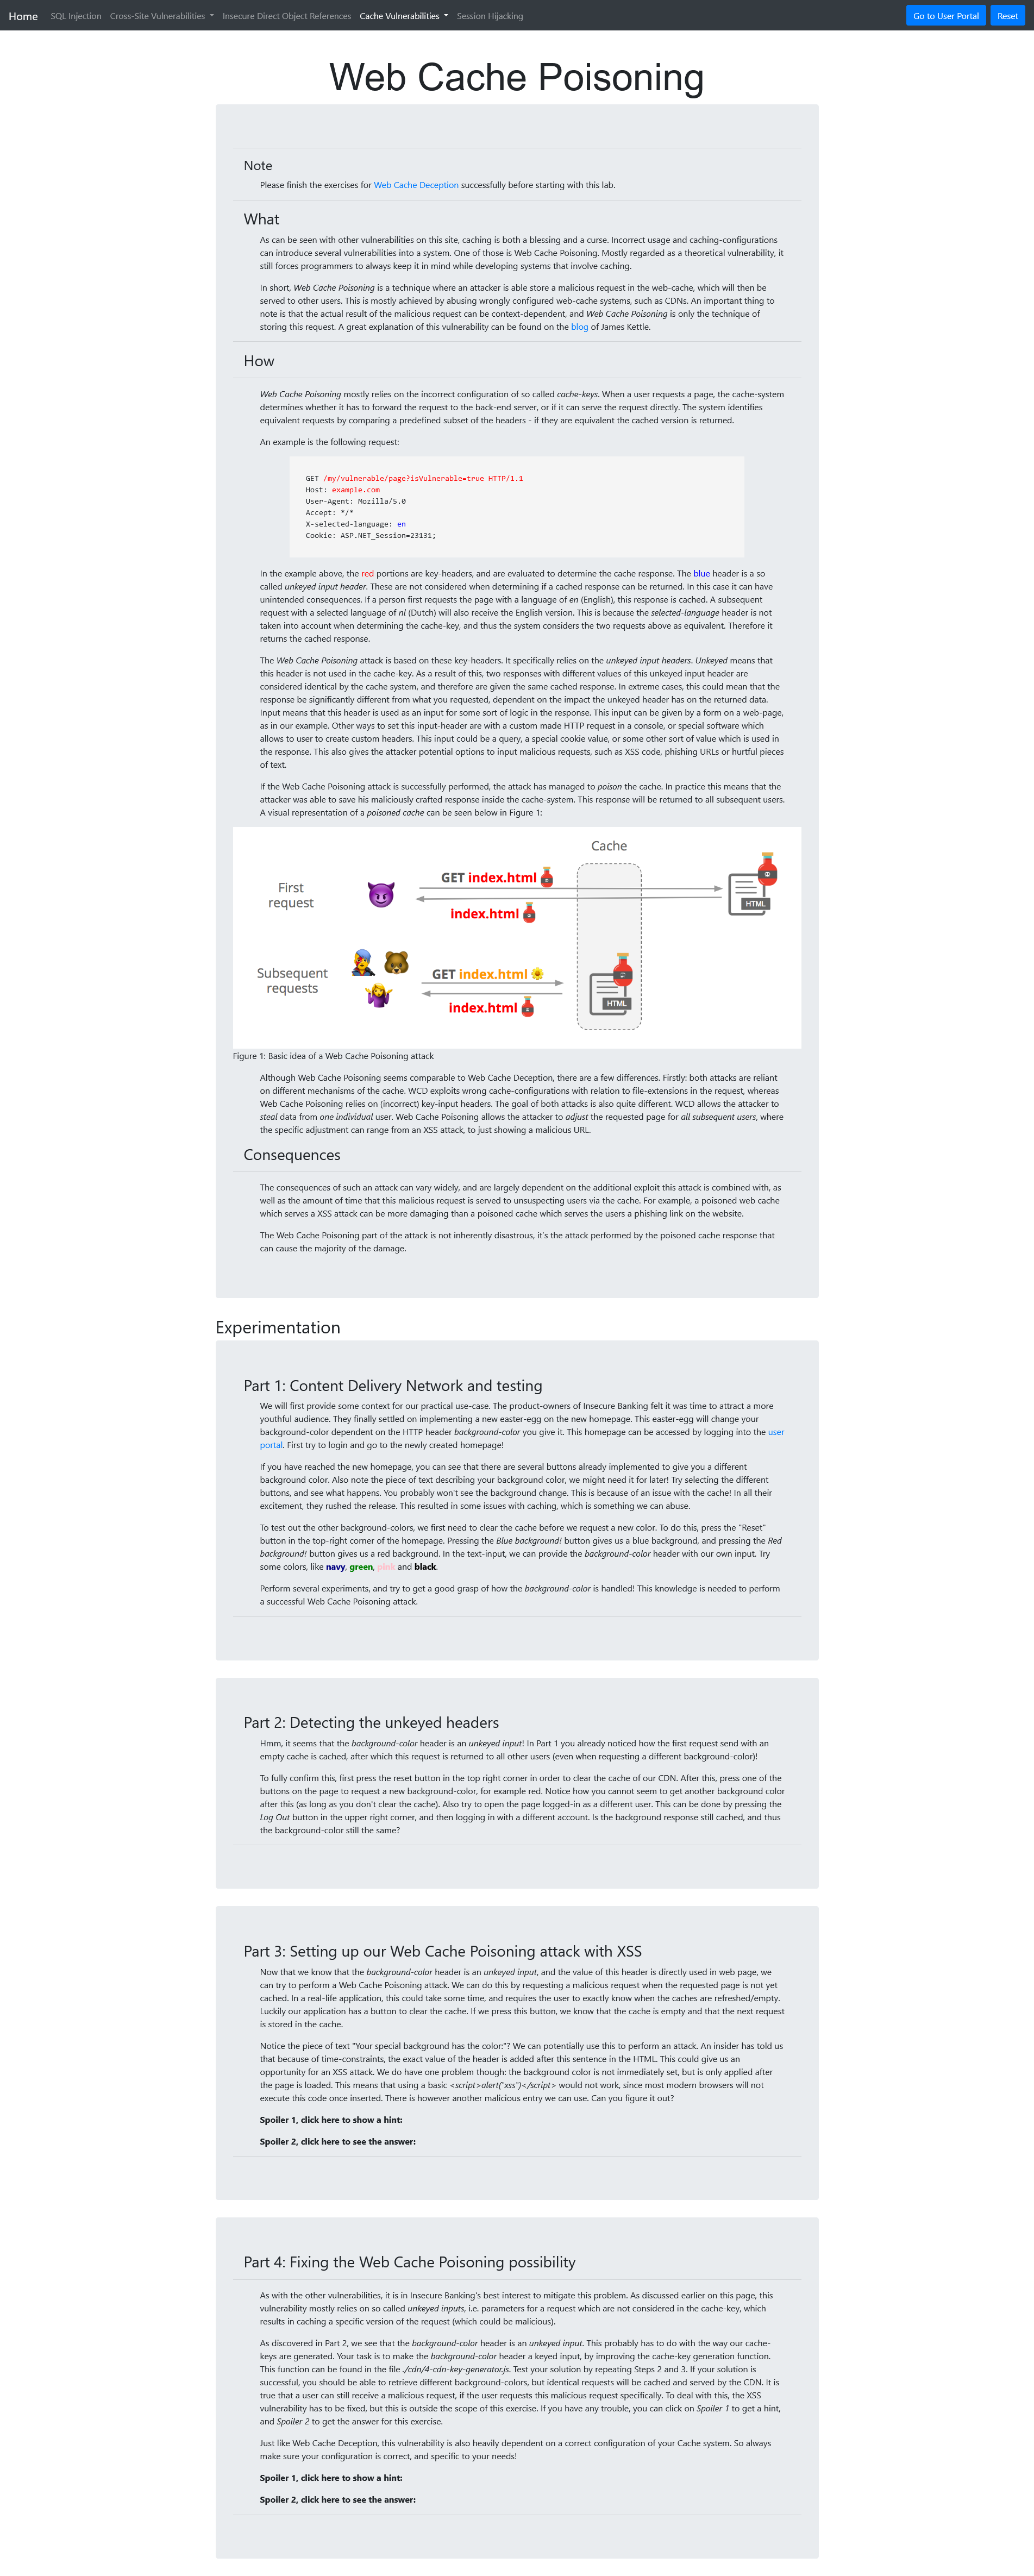 Home SQL Injection Cross-Site Vulnerabilities Insecure Direct Object References Cache Vulnerabilities Session Hijacking Go to User Portal Reset
Web Cache Poisoning
Note
Please finish the exercises for Web Cache Deception successfully before starting with this lab.
What
As can be seen with other vulnerabilities on this site, caching is both a blessing and a curse. Incorrect usage and caching-configurations
can introduce several vulnerabilities into a system. One of those is Web Cache Poisoning. Mostly regarded as a theoretical vulnerability, it
still forces programmers to always keep it in mind while developing systems that involve caching.
In short, Web Cache Poisoning is a technique where an attacker is able store a malicious request in the web-cache, which will then be
served to other users. This is mostly achieved by abusing wrongly configured web-cache systems, such as CDNs. An important thing to
note is that the actual result of the malicious request can be context-dependent, and Web Cache Poisoning is only the technique of
storing this request. A great explanation of this vulnerability can be found on the blog of James Kettle.
How
Web Cache Poisoning mostly relies on the incorrect configuration of so called cache-keys. When a user requests a page, the cache-system
determines whether it has to forward the request to the back-end server, or if it can serve the request directly. The system identifies
equivalent requests by comparing a predefined subset of the headers - if they are equivalent the cached version is returned.
An example is the following request:
GET /my/vulnerable/page?isVulnerable=true HTTP/1.1
Host: example.com
User-Agent: Mozilla/5.0
Accept: */*
X-selected-language: en
Cookie: ASP.NET_Session=23131;
In the example above, the red portions are key-headers, and are evaluated to determine the cache response. The blue header is a so
called unkeyed input header. These are not considered when determining if a cached response can be returned. In this case it can have
unintended consequences. If a person first requests the page with a language of en (English), this response is cached. A subsequent
request with a selected language of nl (Dutch) will also receive the English version. This is because the selected-language header is not
taken into account when determining the cache-key, and thus the system considers the two requests above as equivalent. Therefore it
returns the cached response.
The Web Cache Poisoning attack is based on these key-headers. It specifically relies on the unkeyed input headers. Unkeyed means that
this header is not used in the cache-key. As a result of this, two responses with different values of this unkeyed input header are
considered identical by the cache system, and therefore are given the same cached response. In extreme cases, this could mean that the
response be significantly different from what you requested, dependent on the impact the unkeyed header has on the returned data.
Input means that this header is used as an input for some sort of logic in the response. This input can be given by a form on a web-page,
as in our example. Other ways to set this input-header are with a custom made HTTP request in a console, or special software which
allows to user to create custom headers. This input could be a query, a special cookie value, or some other sort of value which is used in
the response. This also gives the attacker potential options to input malicious requests, such as XSS code, phishing URLs or hurtful pieces
of text.
If the Web Cache Poisoning attack is successfully performed, the attack has managed to poison the cache. In practice this means that the
attacker was able to save his maliciously crafted response inside the cache-system. This response will be returned to all subsequent users.
A visual representation of a poisoned cache can be seen below in Figure 1:
Cache
First
request
GET index.html
index.html
HTML
Subsequent
requests
GET index.html
index.html
HTML
Figure 1: Basic idea of a Web Cache Poisoning attack
Although Web Cache Poisoning seems comparable to Web Cache Deception, there are a few differences. Firstly: both attacks are reliant
on different mechanisms of the cache. WCD exploits wrong cache-configurations with relation to file-extensions in the request, whereas
Web Cache Poisoning relies on (incorrect) key-input headers. The goal of both attacks is also quite different. WCD allows the attacker to
steal data from one individual user. Web Cache Poisoning allows the attacker to adjust the requested page for all subsequent users, where
the specific adjustment can range from an XSS attack, to just showing a malicious URL.
Consequences
The consequences of such an attack can vary widely, and are largely dependent on the additional exploit this attack is combined with, as
well as the amount of time that this malicious request is served to unsuspecting users via the cache. For example, a poisoned web cache
which serves a XSS attack can be more damaging than a poisoned cache which serves the users a phishing link on the website.
The Web Cache Poisoning part of the attack is not inherently disastrous, it's the attack performed by the poisoned cache response that
can cause the majority of the damage.
Experimentation
Part 1: Content Delivery Network and testing
We will first provide some context for our practical use-case. The product-owners of Insecure Banking felt it was time to attract a more
youthful audience. They finally settled on implementing a new easter-egg on the new homepage. This easter-egg will change your
background-color dependent on the HTTP header background-color you give it. This homepage can be accessed by logging into the user
portal. First try to login and go to the newly created homepage!
If you have reached the new homepage, you can see that there are several buttons already implemented to give you a different
background color. Also note the piece of text describing your background color, we might need it for later! Try selecting the different
buttons, and see what happens. You probably won't see the background change. This is because of an issue with the cache! In all their
excitement, they rushed the release. This resulted in some issues with caching, which is something we can abuse.
To test out the other background-colors, we first need to clear the cache before we request a new color. To do this, press the "Reset"
button in the top-right corner of the homepage. Pressing the Blue background! button gives us a blue background, and pressing the Red
background! button gives us a red background. In the text-input, we can provide the background-color header with our own input. Try
some colors, like navy, green, pink and black.
Perform several experiments, and try to get a good grasp of how the background-color is handled! This knowledge is needed to perform
a successful Web Cache Poisoning attack.
Part 2: Detecting the unkeyed headers
Hmm, it seems that the background-color header is an unkeyed input! In Part 1 you already noticed how the first request send with an
empty cache is cached, after which this request is returned to all other users (even when requesting a different background-color)!
To fully confirm this, first press the reset button in the top right corner in order to clear the cache of our CDN. After this, press one of the
buttons on the page to request a new background-color, for example red. Notice how you cannot seem to get another background color
after this (as long as you don't clear the cache). Also try to open the page logged-in as a different user. This can be done by pressing the
Log Out button in the upper right corner, and then logging in with a different account. Is the background response still cached, and thus
the background-color still the same?
Part 3: Setting up our Web Cache Poisoning attack with XSS
Now that we know that the background-color header is an unkeyed input, and the value of this header is directly used in web page, we
can try to perform a Web Cache Poisoning attack. We can do this by requesting a malicious request when the requested page is not yet
cached. In a real-life application, this could take some time, and requires the user to exactly know when the caches are refreshed/empty.
Luckily our application has a button to clear the cache. If we press this button, we know that the cache is empty and that the next request
is stored in the cache.
Notice the piece of text "Your special background has the color:"? We can potentially use this to perform an attack. An insider has told us
that because of time-constraints, the exact value of the header is added after this sentence in the HTML. This could give us an
opportunity for an XSS attack. We do have one problem though: the background color is not immediately set, but is only applied after
the page is loaded. This means that using a basic <script>alert("xss")</script> would not work, since most modern browsers will not
execute this code once inserted. There is however another malicious entry we can use. Can you figure it out?
Spoiler 1, click here to show a hint:
Spoiler 2, click here to see the answer:
Part 4: Fixing the Web Cache Poisoning possibility
As with the other vulnerabilities, it is in Insecure Banking's best interest to mitigate this problem. As discussed earlier on this page, this
vulnerability mostly relies on so called unkeyed inputs, i.e. parameters for a request which are not considered in the cache-key, which
results in caching a specific version of the request (which could be malicious).
As discovered in Part 2, we see that the background-color header is an unkeyed input. This probably has to do with the way our cache-
keys are generated. Your task is to make the background-color header a keyed input, by improving the cache-key generation function.
This function can be found in the file ./cdn/4-cdn-key-generator.js. Test your solution by repeating Steps 2 and 3. If your solution is
successful, you should be able to retrieve different background-colors, but identical requests will be cached and served by the CDN. It is
true that a user can still receive a malicious request, if the user requests this malicious request specifically. To deal with this, the XSS
vulnerability has to be fixed, but this is outside the scope of this exercise. If you have any trouble, you can click on Spoiler 1 to get a hint,
and Spoiler 2 to get the answer for this exercise.
Just like Web Cache Deception, this vulnerability is also heavily dependent on a correct configuration of your Cache system. So always
make sure your configuration is correct, and specific to your needs!
Spoiler 1, click here to show a hint:
Spoiler 2, click here to see the answer: